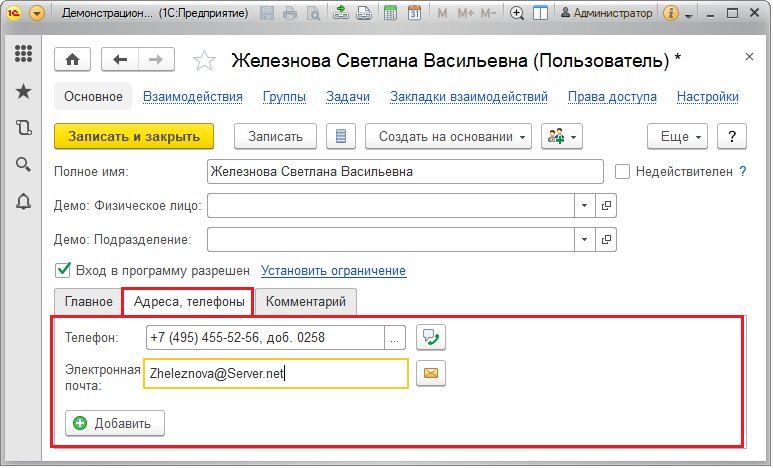 Демонстрацион... (1С:Предприятие) 31 M M+ M- Администратор i
Железнова Светлана Васильевна (Пользователь) *
Основное Взаимодействия Группы Задачи Закладки взаимодействий Права доступа Настройки
Записать и закрыть Записать Создать на основании Еще ?
Полное имя: Железнова Светлана Васильевна Недействителен ?
Демо: Физическое лицо:
Демо: Подразделение:
Вход в программу разрешен Установить ограничение
Главное Адреса, телефоны Комментарий
Телефон: +7 (495) 455-52-56, доб. 0258 ...
Электронная
почта: Zheleznova@Server.net
Добавить